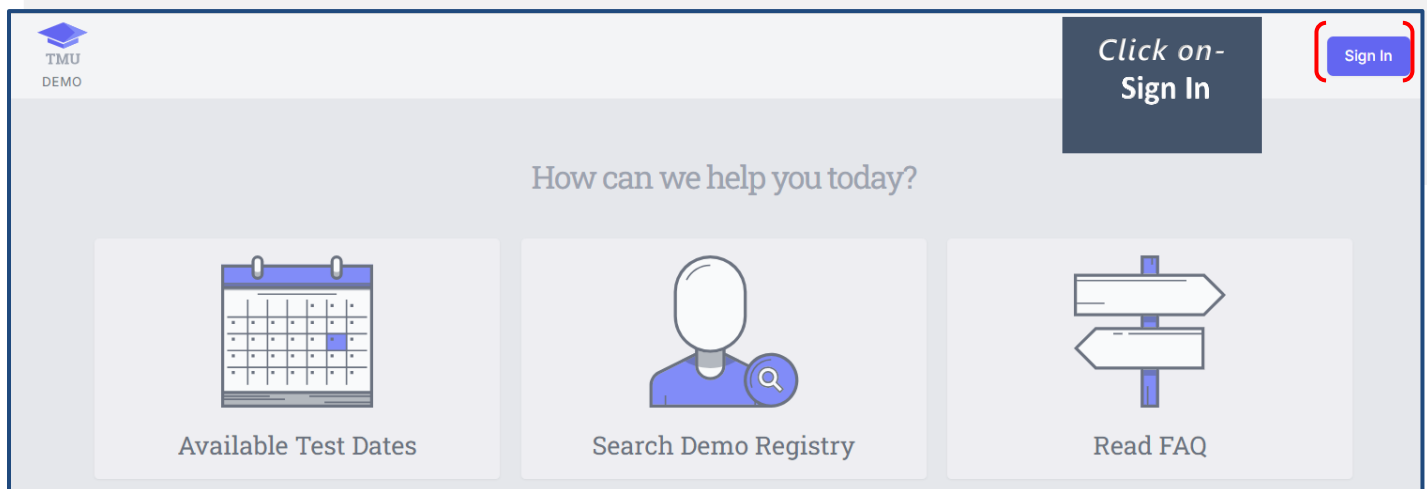 TMU
DEMO
Click on-
Sign In
Sign In
How can we help you today?
Available Test Dates
Search Demo Registry
Read FAQ